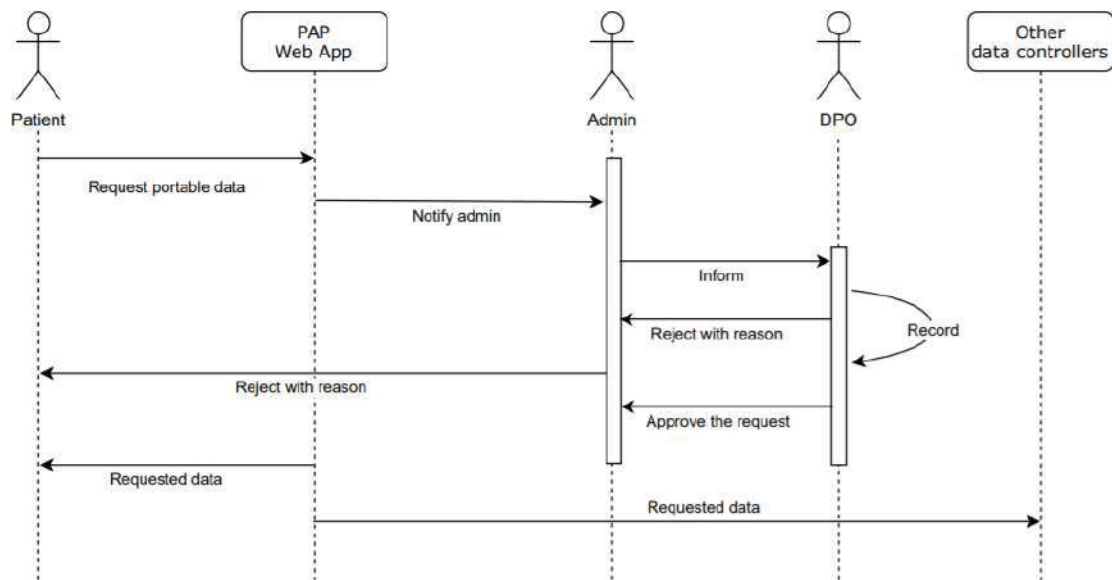 PAP
Web App
Other
data controllers
Patient
Admin
DPO
Request portable data
Notify admin
Inform
Reject with reason
Record
Reject with reason
Approve the request
Requested data
Requested data